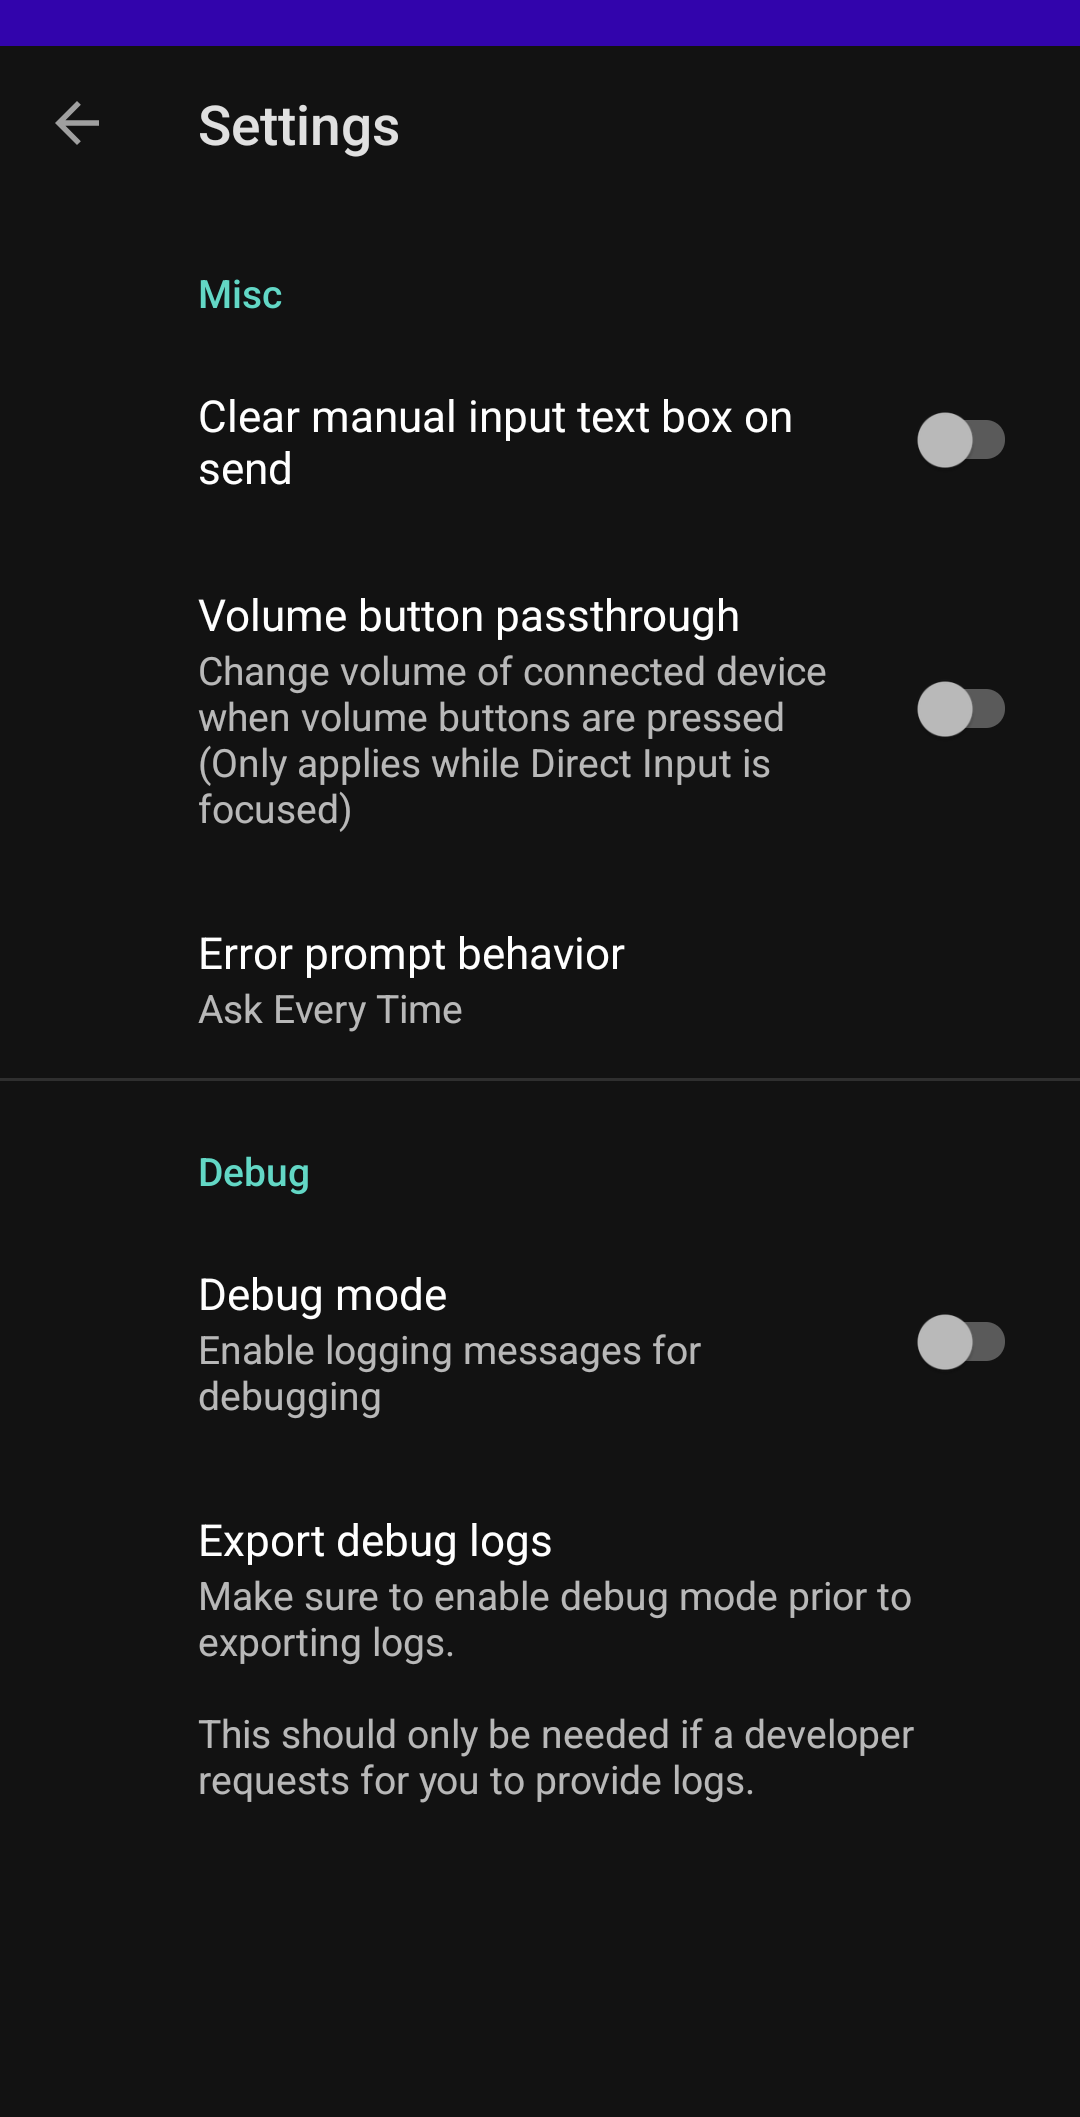 Settings
Misc
Clear manual input text box on
send
Volume button passthrough
Change volume of connected device
when volume buttons are pressed
(Only applies while Direct Input is
focused)
Error prompt behavior
Ask Every Time
Debug
Debug mode
Enable logging messages for
debugging
Export debug logs
Make sure to enable debug mode prior to
exporting logs.
This should only be needed if a developer
requests for you to provide logs.